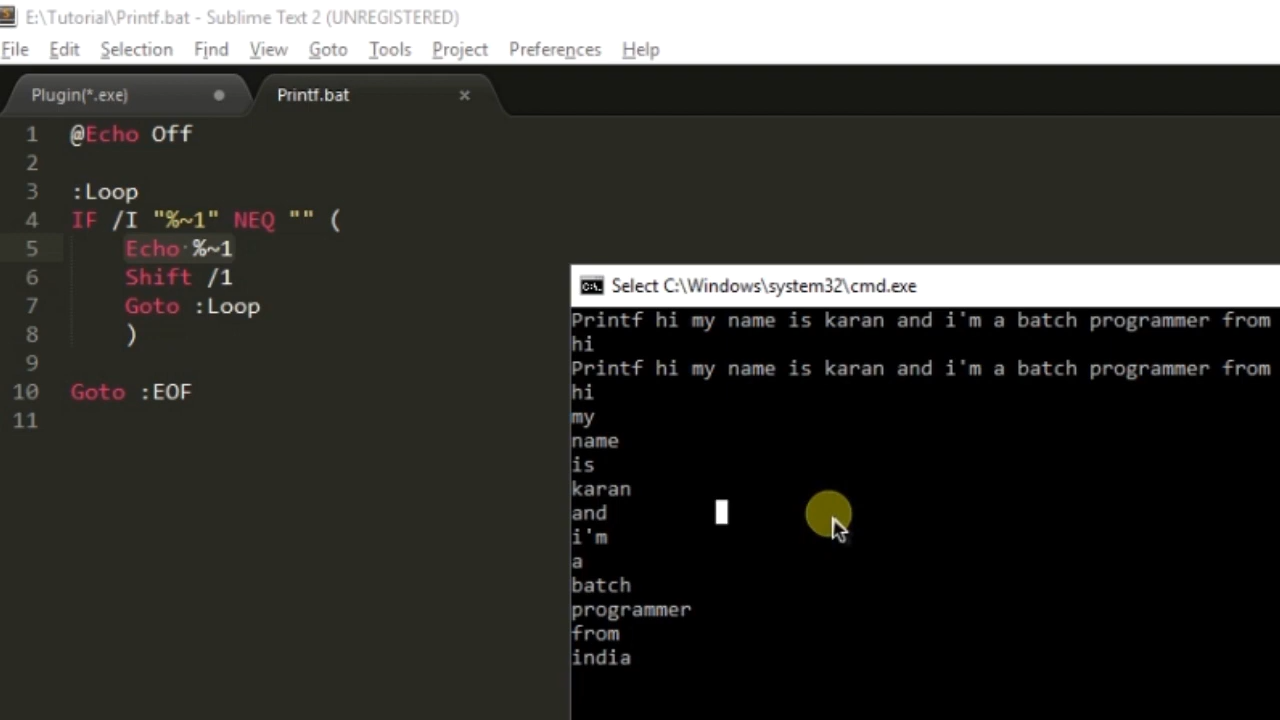 E:\Tutorial\Printf.bat - Sublime Text 2 (UNREGISTERED)
File Edit Selection Find View Goto Tools Project Preferences Help
Plugin(*.exe) Printf.bat
1 @Echo Off
2
3 :Loop
4 IF /I "%~1" NEQ "" (
5 Echo %~1
6 Shift /1
7 Goto :Loop
8 )
9
10 Goto :EOF
11
Select C:\Windows\system32\cmd.exe
Printf hi my name is karan and i'm a batch programmer from
hi
Printf hi my name is karan and i'm a batch programmer from
hi
my
name
is
karan
and
i'm
a
batch
programmer
from
india